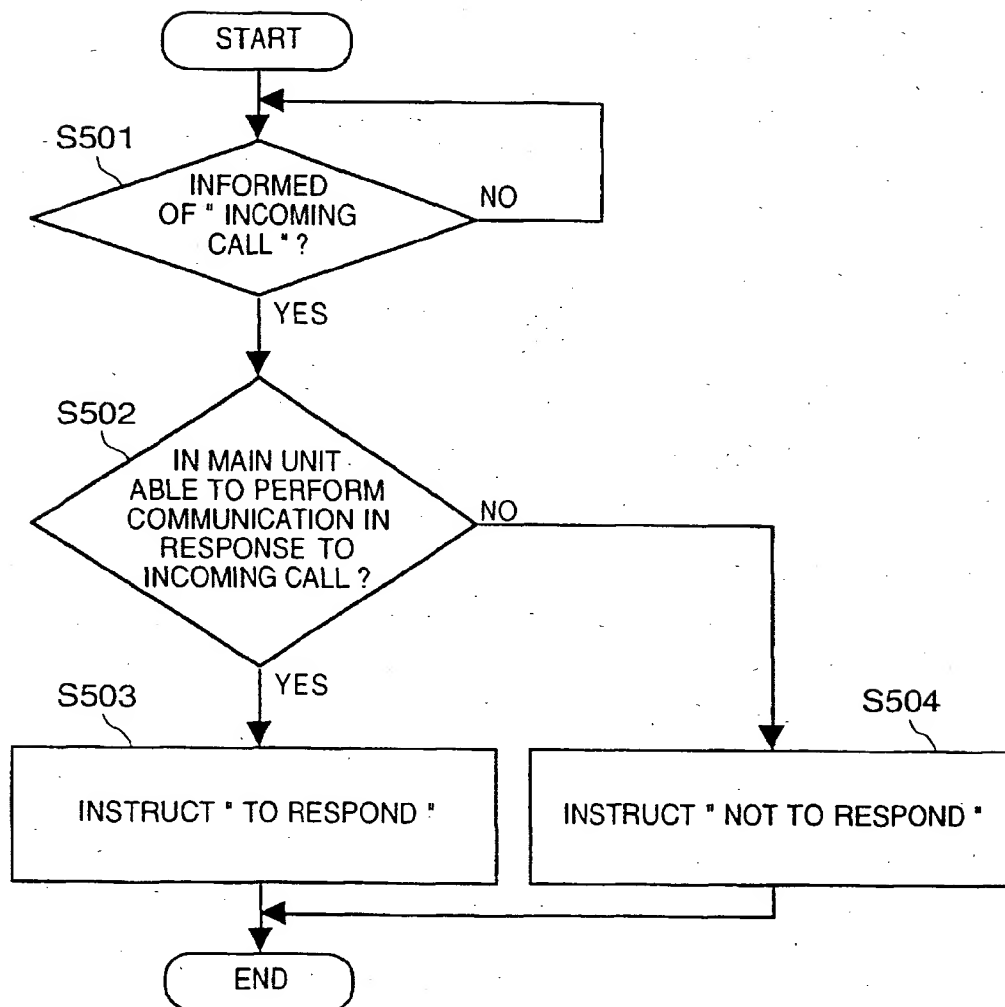 START
S501
INFORMED
OF " INCOMING
CALL " ?
NO
YES
S502
IN MAIN UNIT
ABLE TO PERFORM
COMMUNICATION IN
RESPONSE TO
INCOMING CALL ?
NO
YES
S503
S504
INSTRUCT " TO RESPOND "
INSTRUCT " NOT TO RESPOND "
END